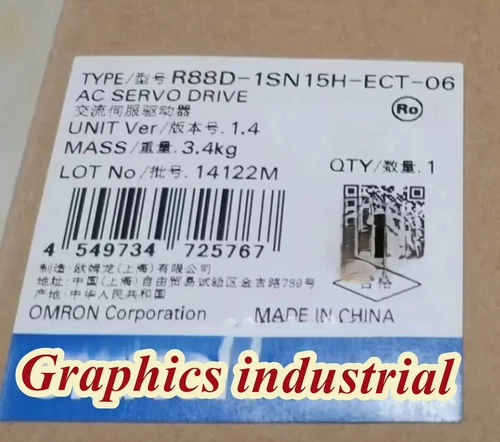 TYPE/型号 R88D-1SN15H-ECT-06
AC SERVO DRIVE
交流伺服驱动器
Ro
UNIT Ver/版本号. 1.4
MASS/重量. 3.4kg
LOT No/批号. 14122M
QTY/数量. 1
4 549734 725767
合格
制造: 欧姆龙(上海)有限公司
地址: 中国(上海)自由贸易试验区金吉路789号
产地: 中华人民共和国
OMRON Corporation
MADE IN CHINA
Graphics industrial